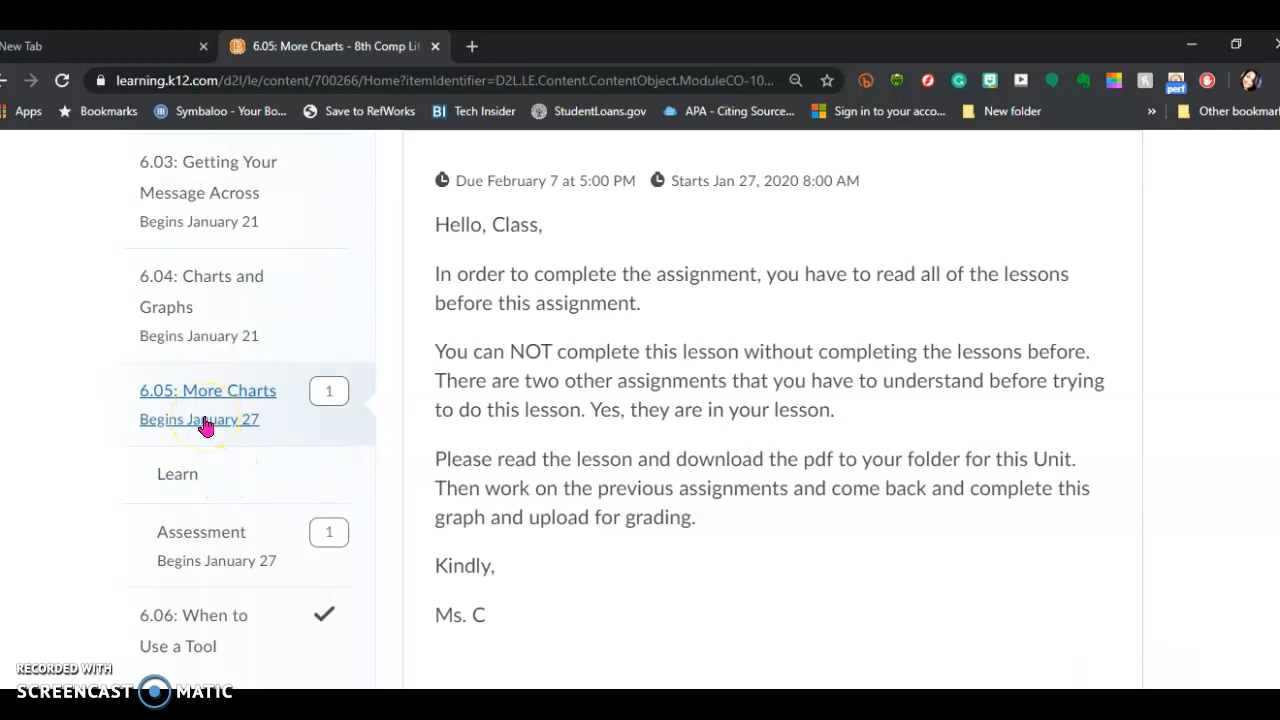 New Tab
6.05: More Charts - 8th Comp Lit
learning.k12.com/d2l/le/content/700266/Home?itemIdentifier=D2L.LE.Content.ContentObject.ModuleCO-10...
perf
Apps
Bookmarks
Symbaloo - Your Bo...
Save to RefWorks
BI Tech Insider
StudentLoans.gov
APA - Citing Source...
Sign in to your acco...
New folder
»
Other bookmar
6.03: Getting Your
Message Across
Begins January 21
6.04: Charts and
Graphs
Begins January 21
6.05: More Charts
1
Begins January 27
Learn
Assessment
1
Begins January 27
6.06: When to
Use a Tool
Due February 7 at 5:00 PM Starts Jan 27, 2020 8:00 AM
Hello, Class,
In order to complete the assignment, you have to read all of the lessons
before this assignment.
You can NOT complete this lesson without completing the lessons before.
There are two other assignments that you have to understand before trying
to do this lesson. Yes, they are in your lesson.
Please read the lesson and download the pdf to your folder for this Unit.
Then work on the previous assignments and come back and complete this
graph and upload for grading.
Kindly,
Ms. C
RECORDED WITH
SCREENCAST MATIC